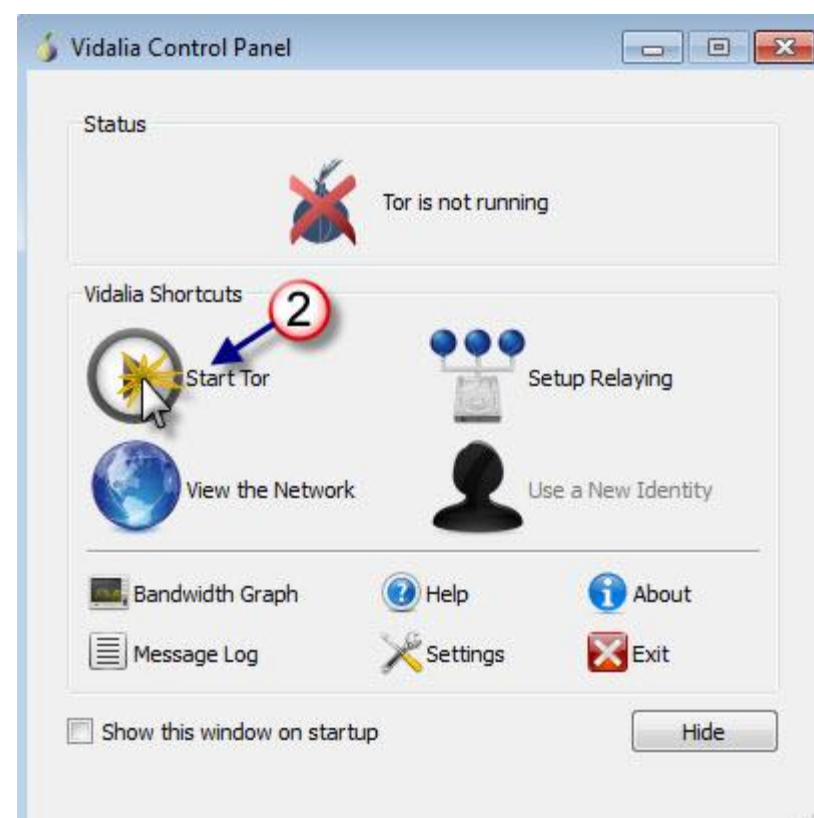 Vidalia Control Panel
Status
Tor is not running
Vidalia Shortcuts
2
Start Tor
Setup Relaying
View the Network
Use a New Identity
Bandwidth Graph
Help
About
Message Log
Settings
Exit
Show this window on startup
Hide